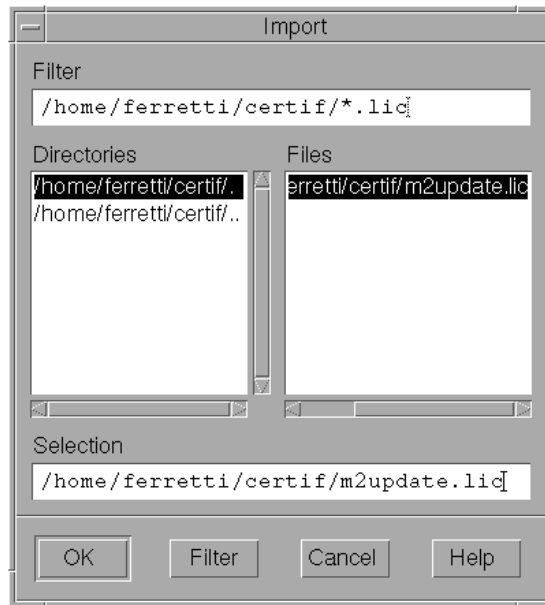 Import
Filter
/home/ferretti/certif/*.lic
Directories
Files
/home/ferretti/certif/.
/home/ferretti/certif/..
erretti/certif/m2update.lic
Selection
/home/ferretti/certif/m2update.lic
OK
Filter
Cancel
Help